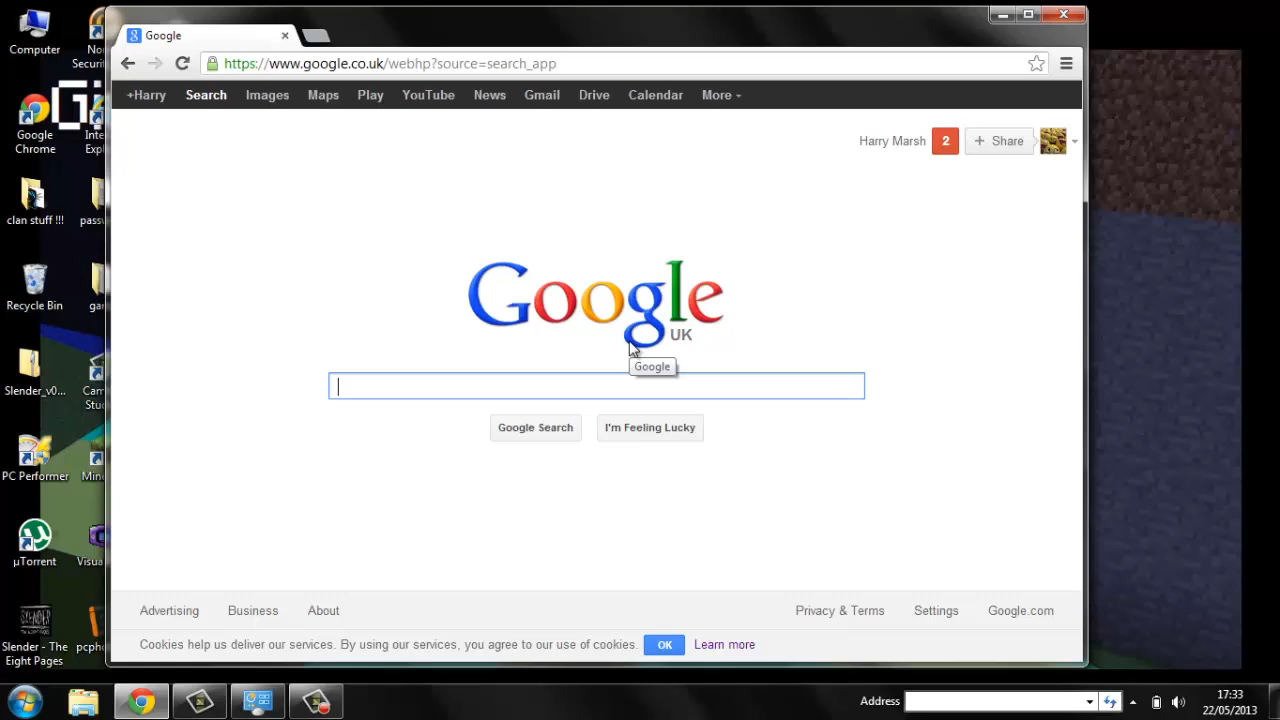 Google
https://www.google.co.uk/webhp?source=search_app
+Harry Search Images Maps Play YouTube News Gmail Drive Calendar More
Harry Marsh 2 + Share
Google
UK
Google
Google Search I'm Feeling Lucky
Advertising Business About Privacy & Terms Settings Google.com
Cookies help us deliver our services. By using our services, you agree to our use of cookies. OK Learn more
Computer
Google
Chrome
clan stuff !!!
Recycle Bin
Slender_v0...
PC Performer
µTorrent
SLENDER
Slender - The
Eight Pages
Address
17:33
22/05/2013